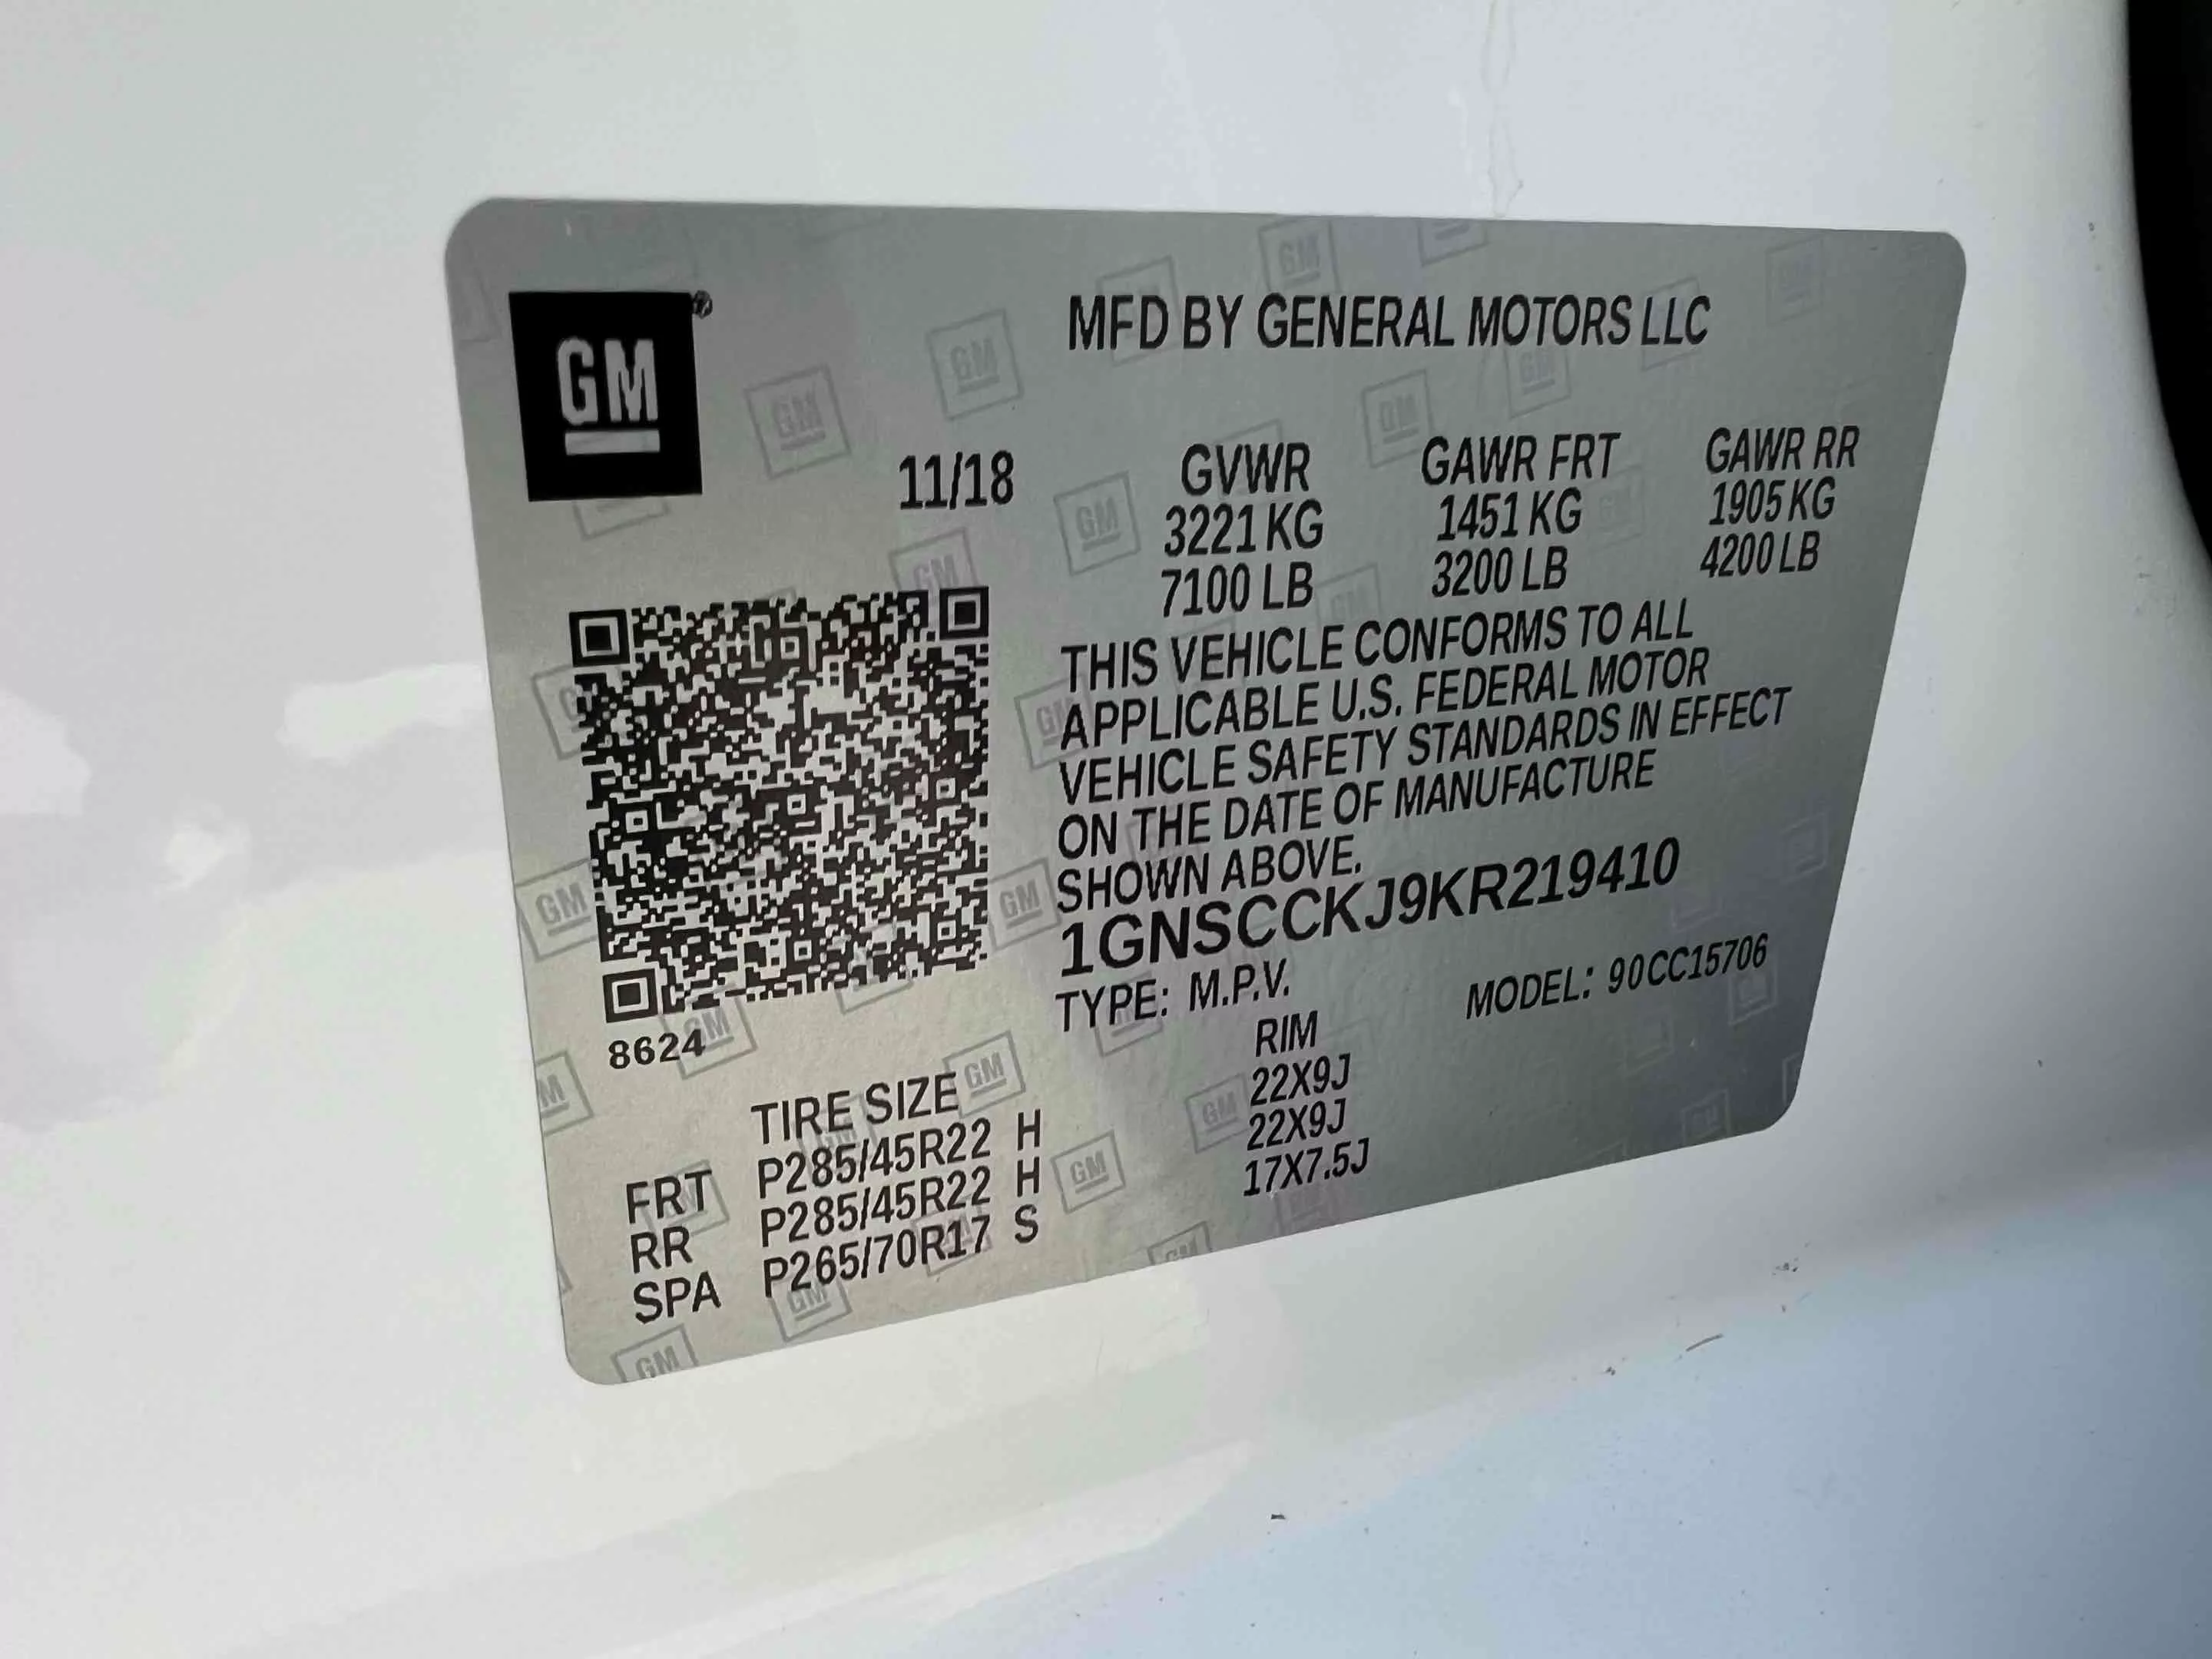 GM
MFD BY GENERAL MOTORS LLC
11/18
GVWR GAWR FRT GAWR RR
3221 KG 1451 KG 1905 KG
7100 LB 3200 LB 4200 LB
THIS VEHICLE CONFORMS TO ALL
APPLICABLE U.S. FEDERAL MOTOR
VEHICLE SAFETY STANDARDS IN EFFECT
ON THE DATE OF MANUFACTURE
SHOWN ABOVE.
1GNSCCKJ9KR219410
TYPE: M.P.V. MODEL: 90CC15706
8624
TIRE SIZE RIM
FRT P285/45R22 H 22X9J
RR P285/45R22 H 22X9J
SPA P265/70R17 S 17X7.5J